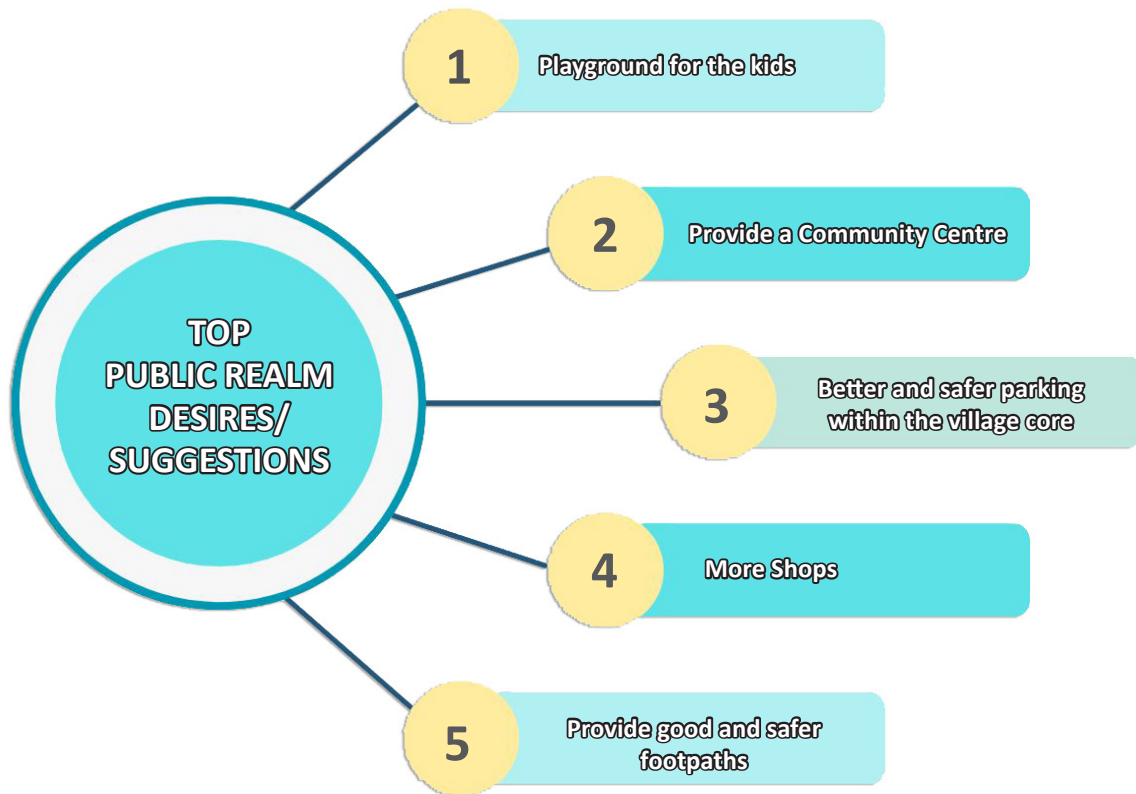 TOP
PUBLIC REALM
DESIRES/
SUGGESTIONS
1
Playground for the kids
2
Provide a Community Centre
3
Better and safer parking
within the village core
4
More Shops
5
Provide good and safer
footpaths